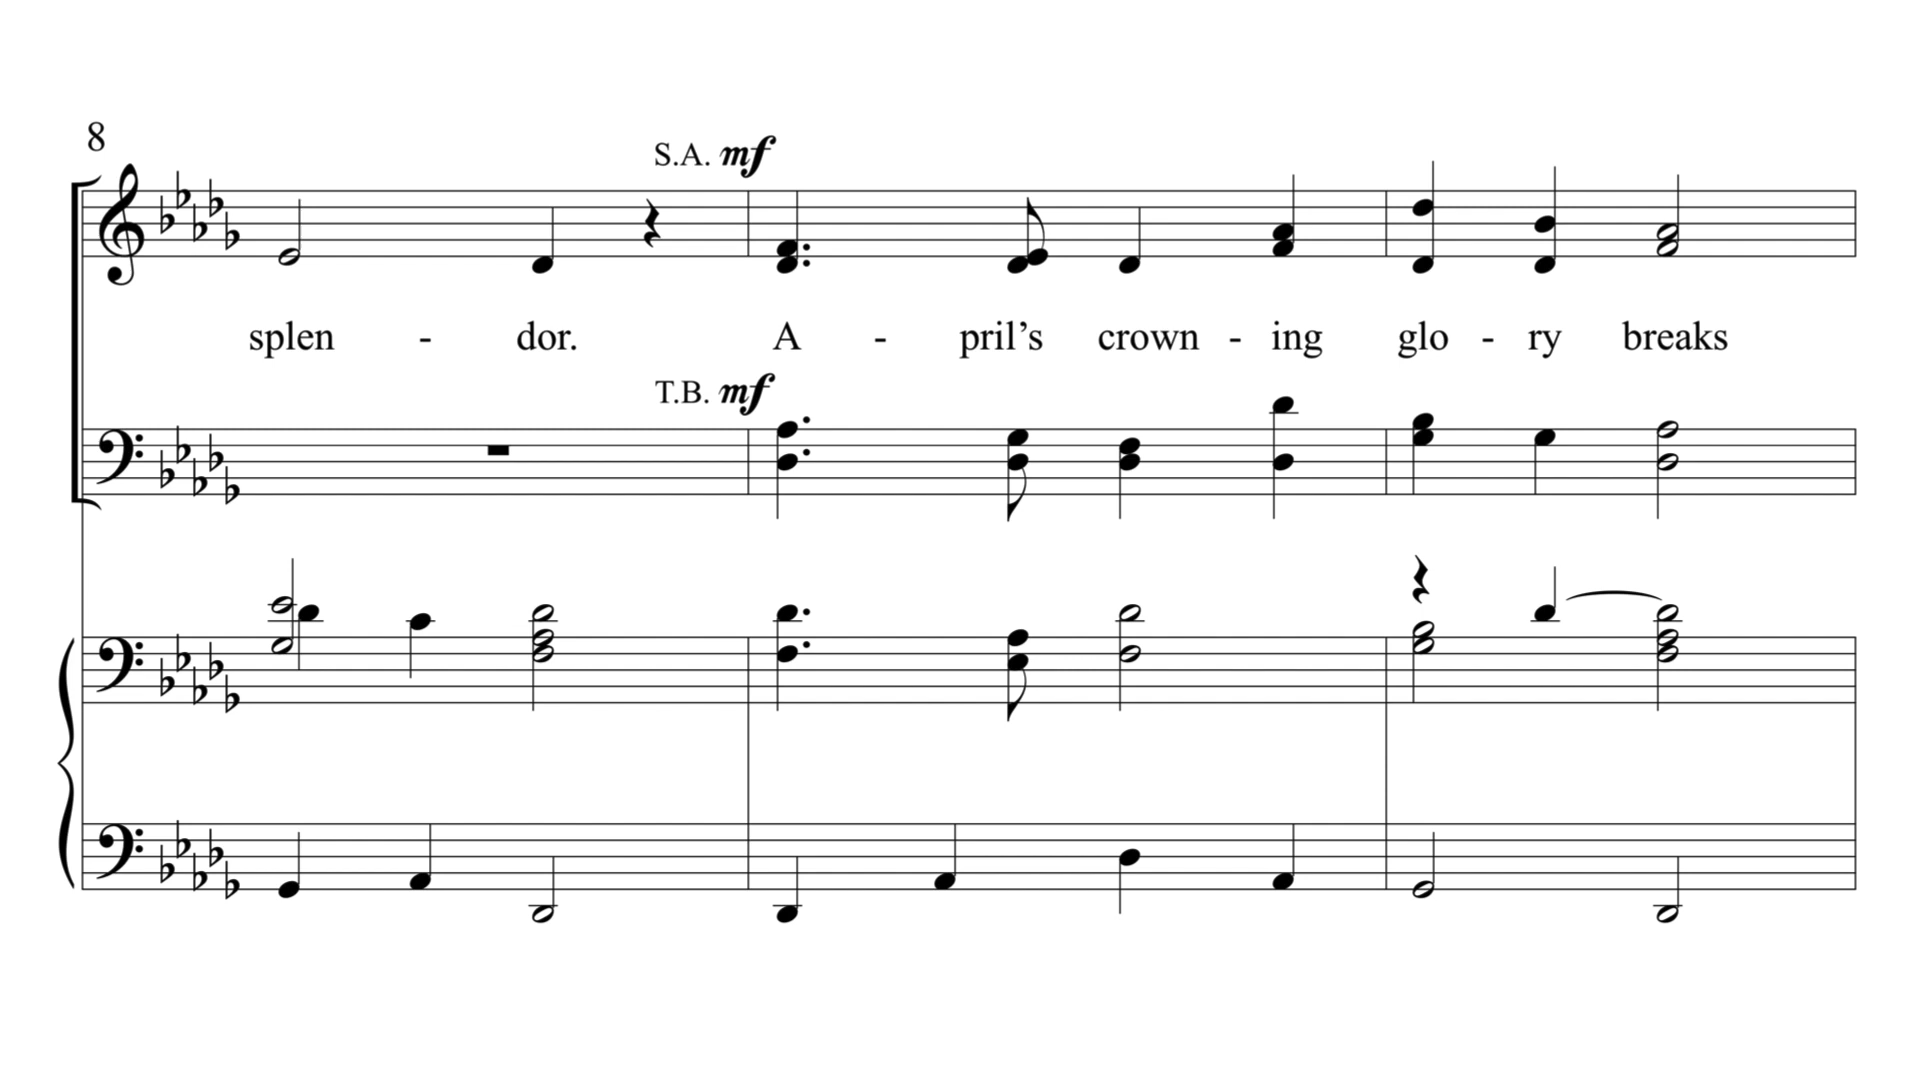 8
S.A. mf
splen - dor. A - pril’s crown - ing glo - ry breaks
T.B. mf